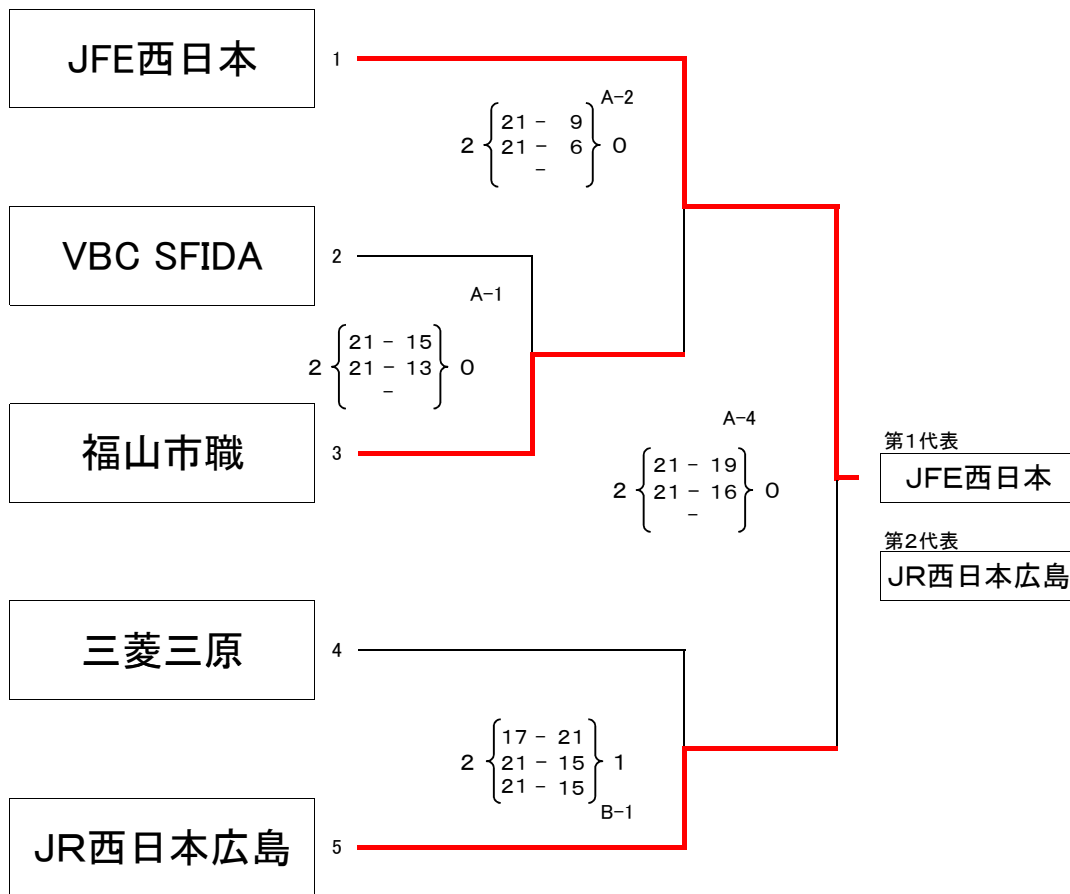 JFE西日本
1
A-2
21 - 9
2 21 - 6 0
-
VBC SFIDA
2
A-1
21 - 15
2 21 - 13 0
-
福山市職
3
A-4
21 - 19
2 21 - 16 0
-
第1代表
JFE西日本
第2代表
JR西日本広島
三菱三原
4
17 - 21
2 21 - 15 1
21 - 15
B-1
JR西日本広島
5